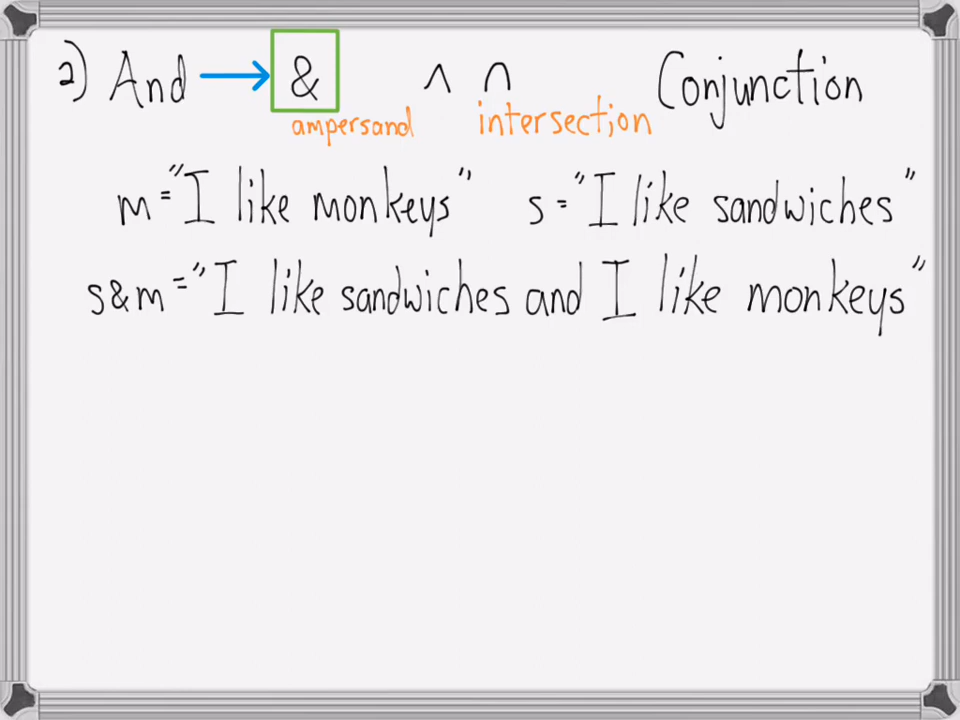 2) And → & ∧ ∩ Conjunction
ampersand intersection
m="I like monkeys" s="I like sandwiches"
s&m="I like sandwiches and I like monkeys"